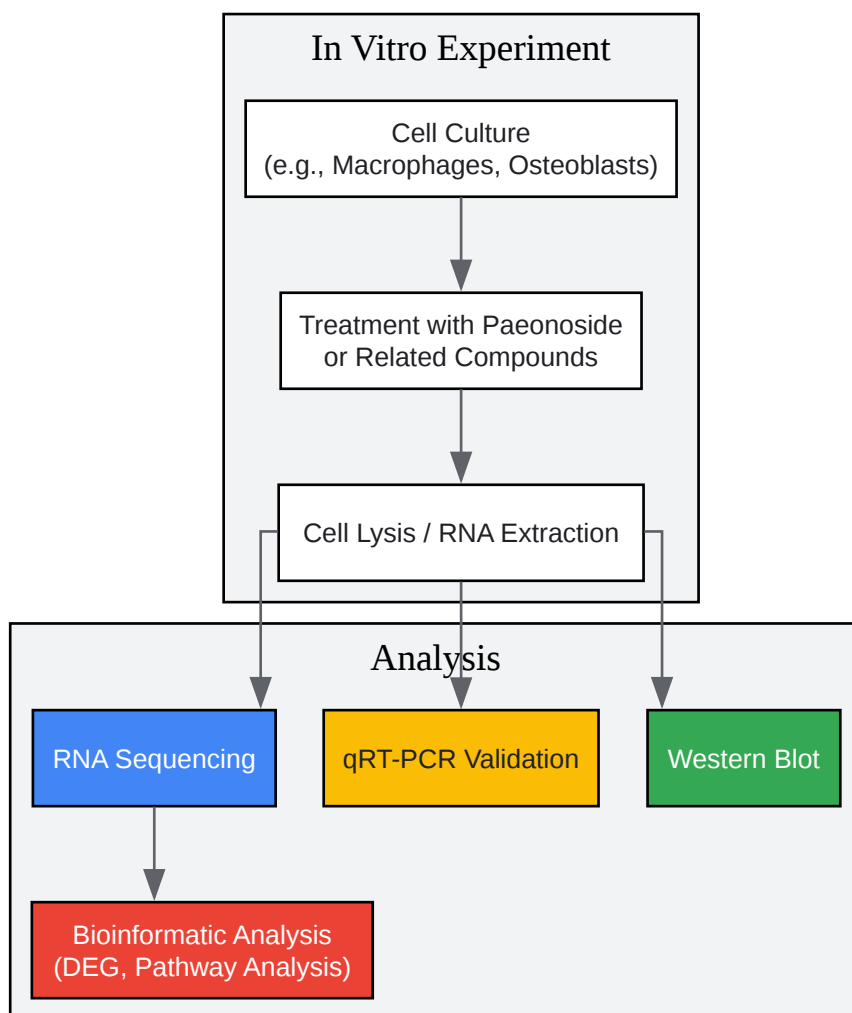 In Vitro Experiment
Cell Culture
(e.g., Macrophages, Osteoblasts)
Treatment with Paeonoside
or Related Compounds
Cell Lysis / RNA Extraction
Analysis
RNA Sequencing
qRT-PCR Validation
Western Blot
Bioinformatic Analysis
(DEG, Pathway Analysis)